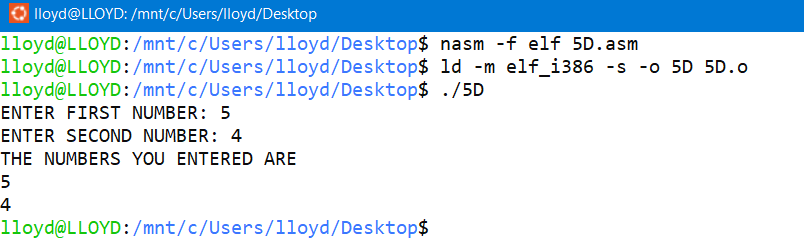 lloyd@LLOYD: /mnt/c/Users/lloyd/Desktop
lloyd@LLOYD:/mnt/c/Users/lloyd/Desktop$ nasm -f elf 5D.asm
lloyd@LLOYD:/mnt/c/Users/lloyd/Desktop$ ld -m elf_i386 -s -o 5D 5D.o
lloyd@LLOYD:/mnt/c/Users/lloyd/Desktop$ ./5D
ENTER FIRST NUMBER: 5
ENTER SECOND NUMBER: 4
THE NUMBERS YOU ENTERED ARE
5
4
lloyd@LLOYD:/mnt/c/Users/lloyd/Desktop$